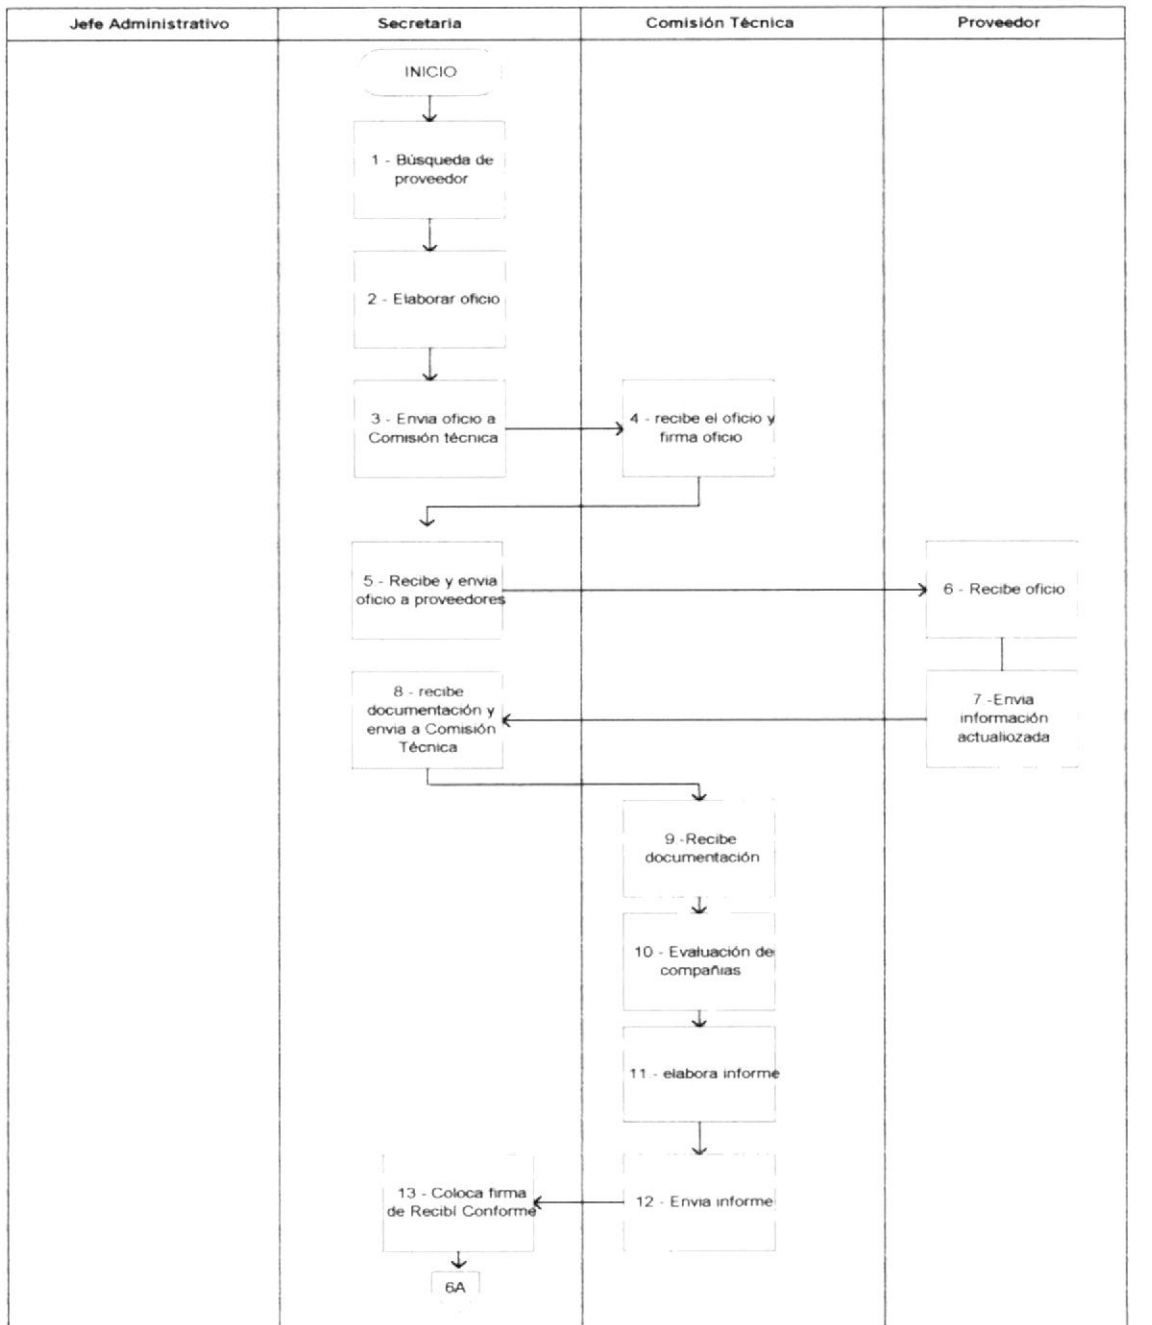 Jefe Administrativo
Secretaria
Comisión Técnica
Proveedor
INICIO
1 - Búsqueda de
proveedor
2 - Elaborar oficio
3 - Envia oficio a
Comisión técnica
4 - recibe el oficio y
firma oficio
5 - Recibe y envia
oficio a proveedores
6 - Recibe oficio
8 - recibe
documentación y
envia a Comisión
Técnica
7 -Envia
información
actualiozada
9 -Recibe
documentación
10 - Evaluación de
compañias
11 - elabora informe
13 - Coloca firma
de Recibí Conforme
12 - Envia informe
6A